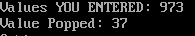 Values YOU ENTERED: 973
Value Popped: 37